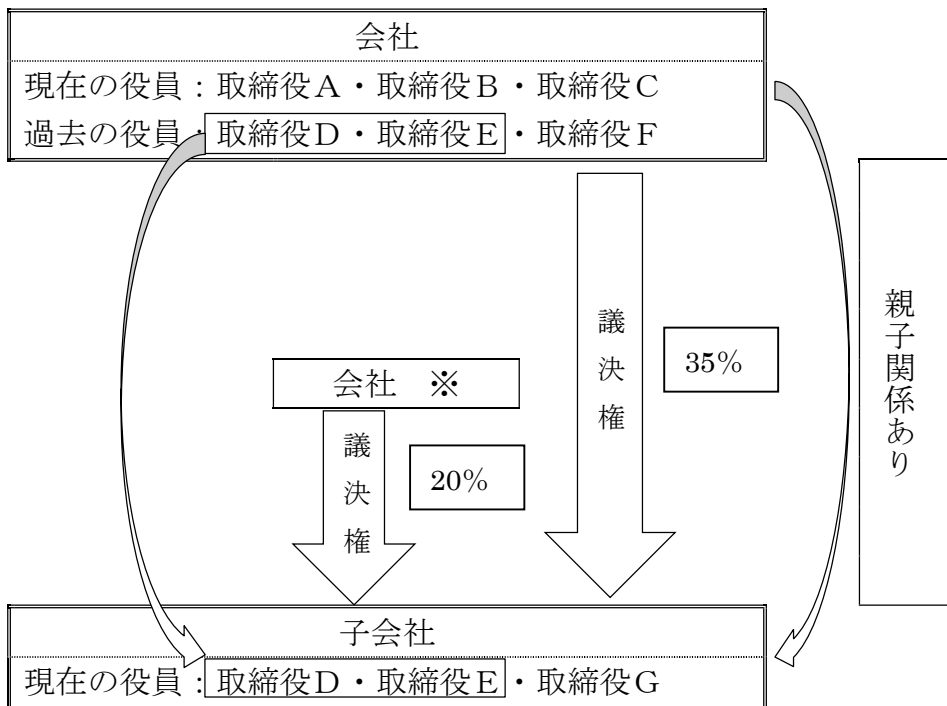 会社
現在の役員:取締役A・取締役B・取締役C
過去の役員:取締役D・取締役E・取締役F
議決権
35%
親子関係あり
会社 ※
議決権
20%
子会社
現在の役員:取締役D・取締役E・取締役G